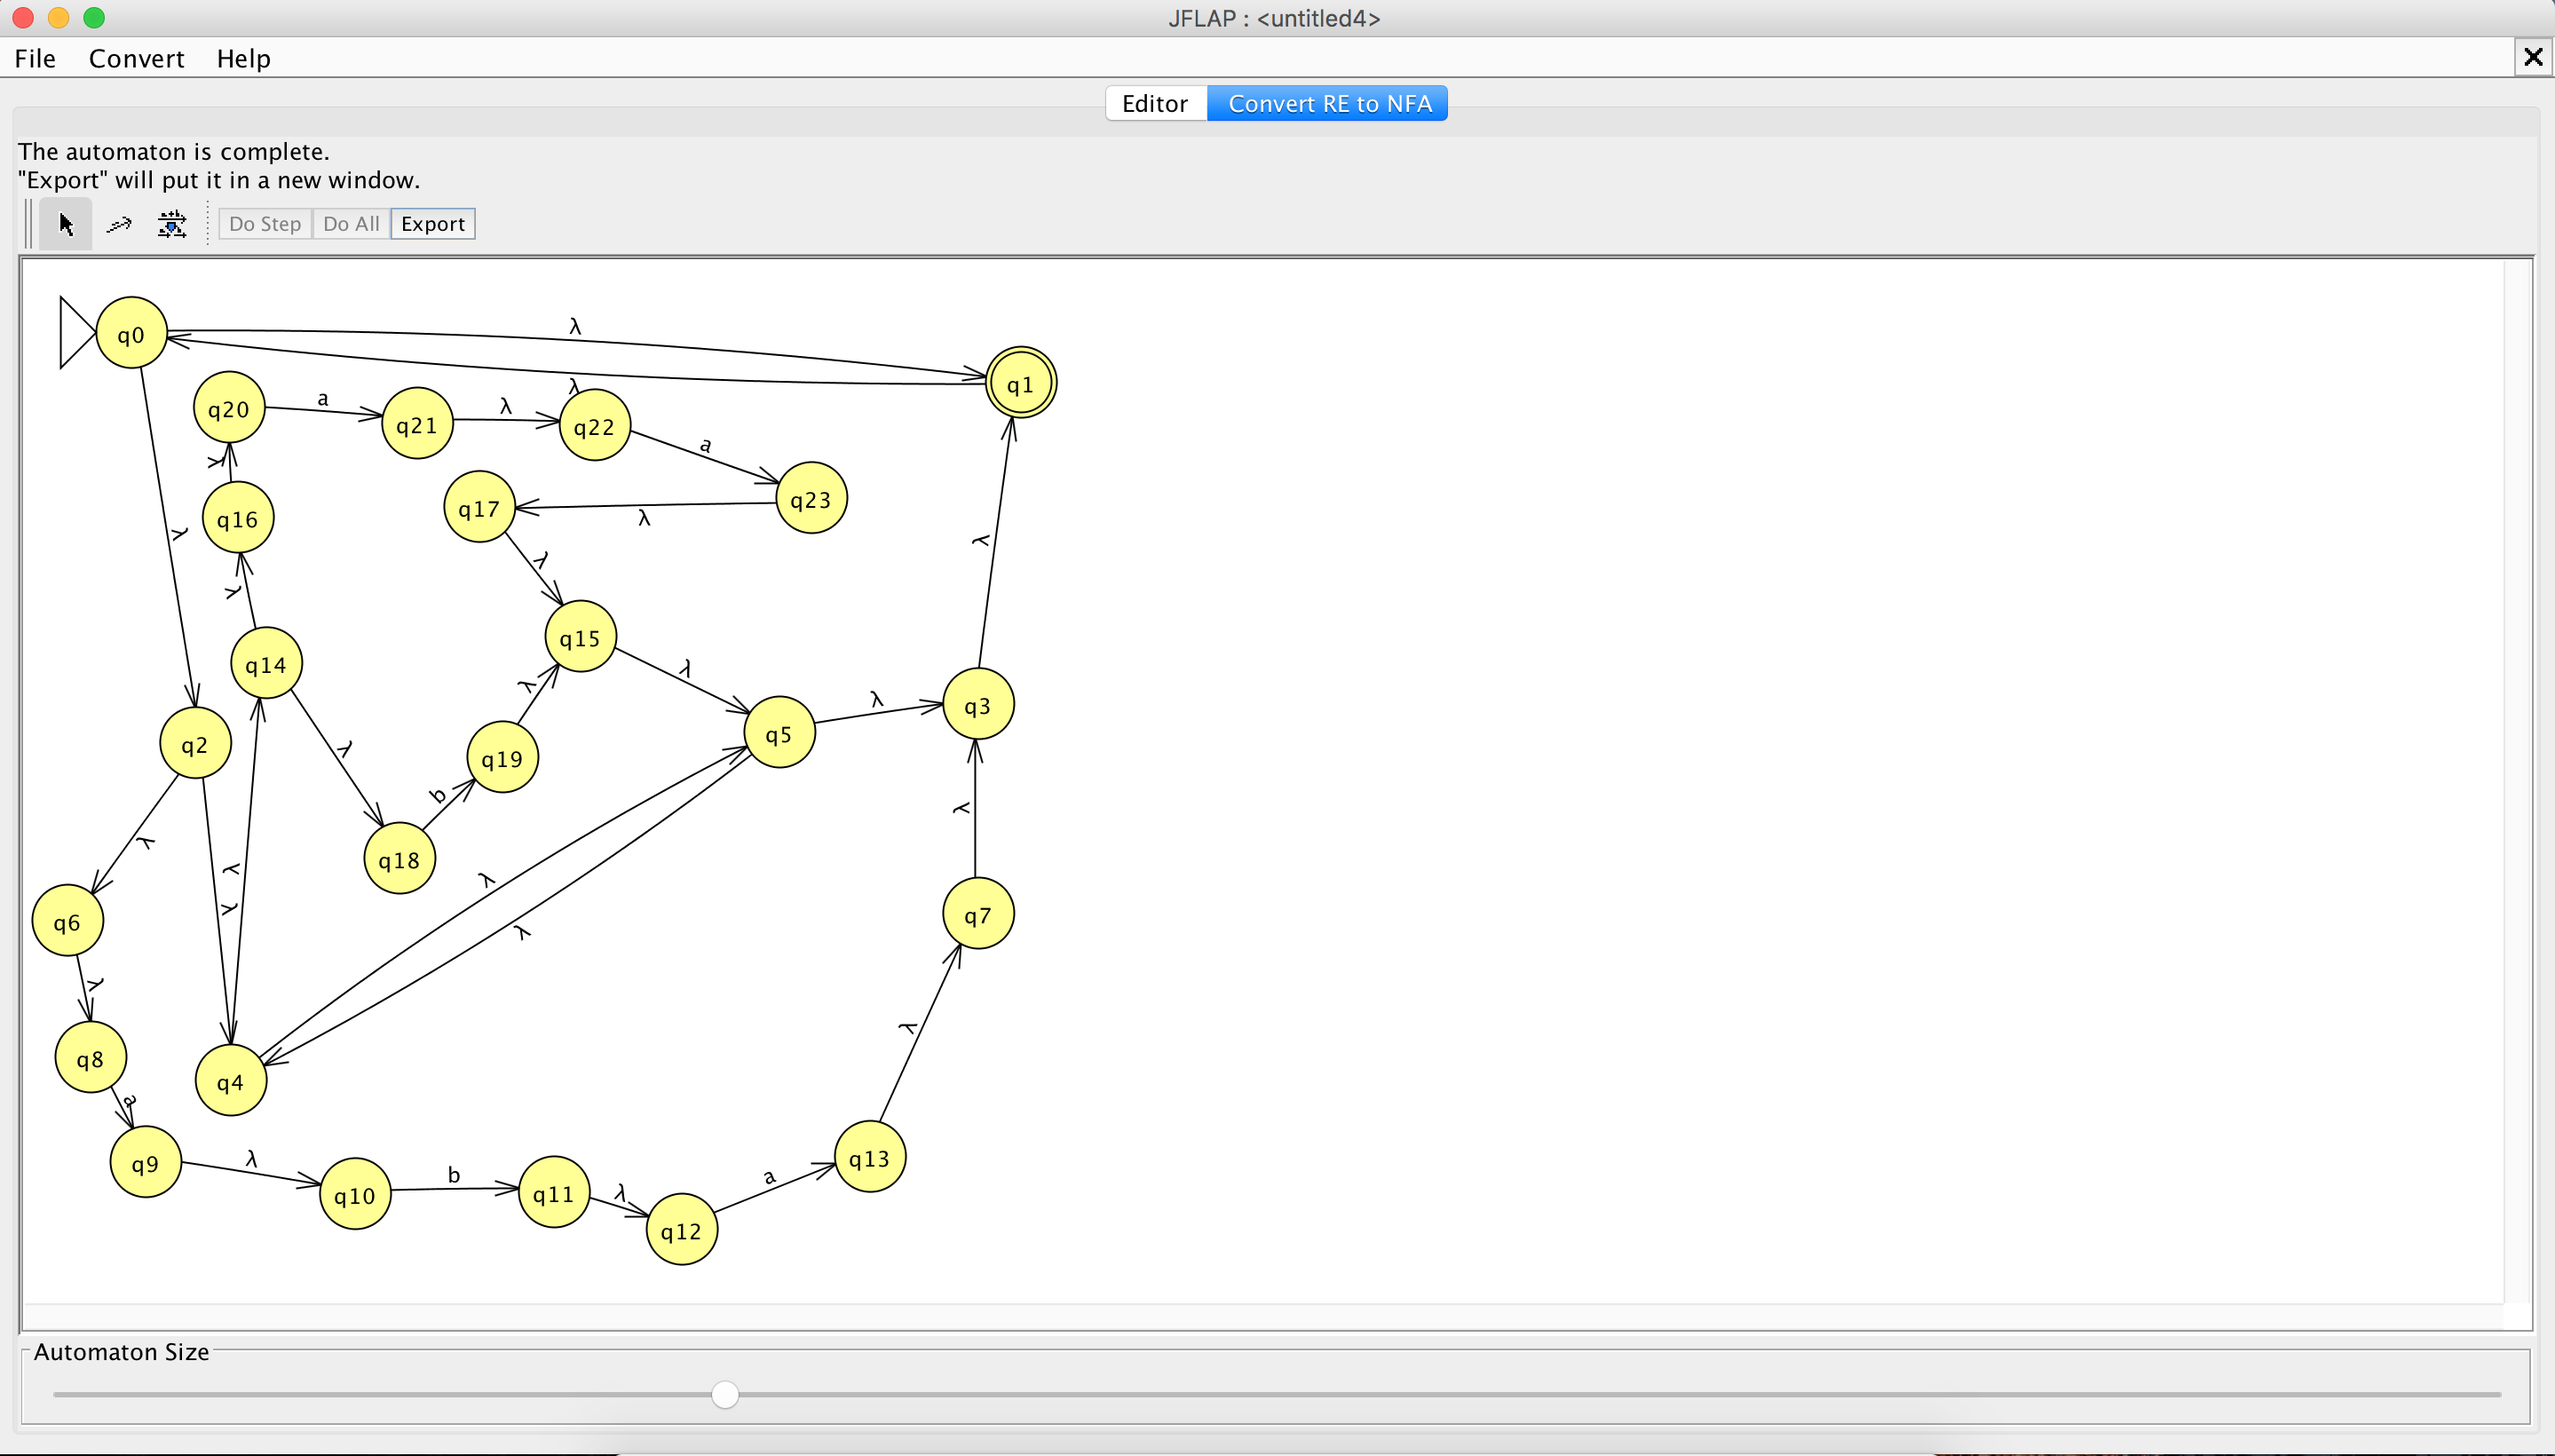 JFLAP : <untitled4>
File Convert Help
Editor Convert RE to NFA
The automaton is complete.
"Export" will put it in a new window.
Do Step Do All Export
q0
λ
q1
λ
q20
a
q21
λ
q22
a
q23
λ
q16
q17
λ
λ
λ
λ
λ
q15
q14
λ
λ
q3
q2
λ
q19
λ
q5
λ
b
λ
q18
λ
λ
λ
λ
λ
q6
q7
λ
λ
q8
q4
a
λ
q9
λ
q10
b
q11
λ
q12
a
q13
Automaton Size